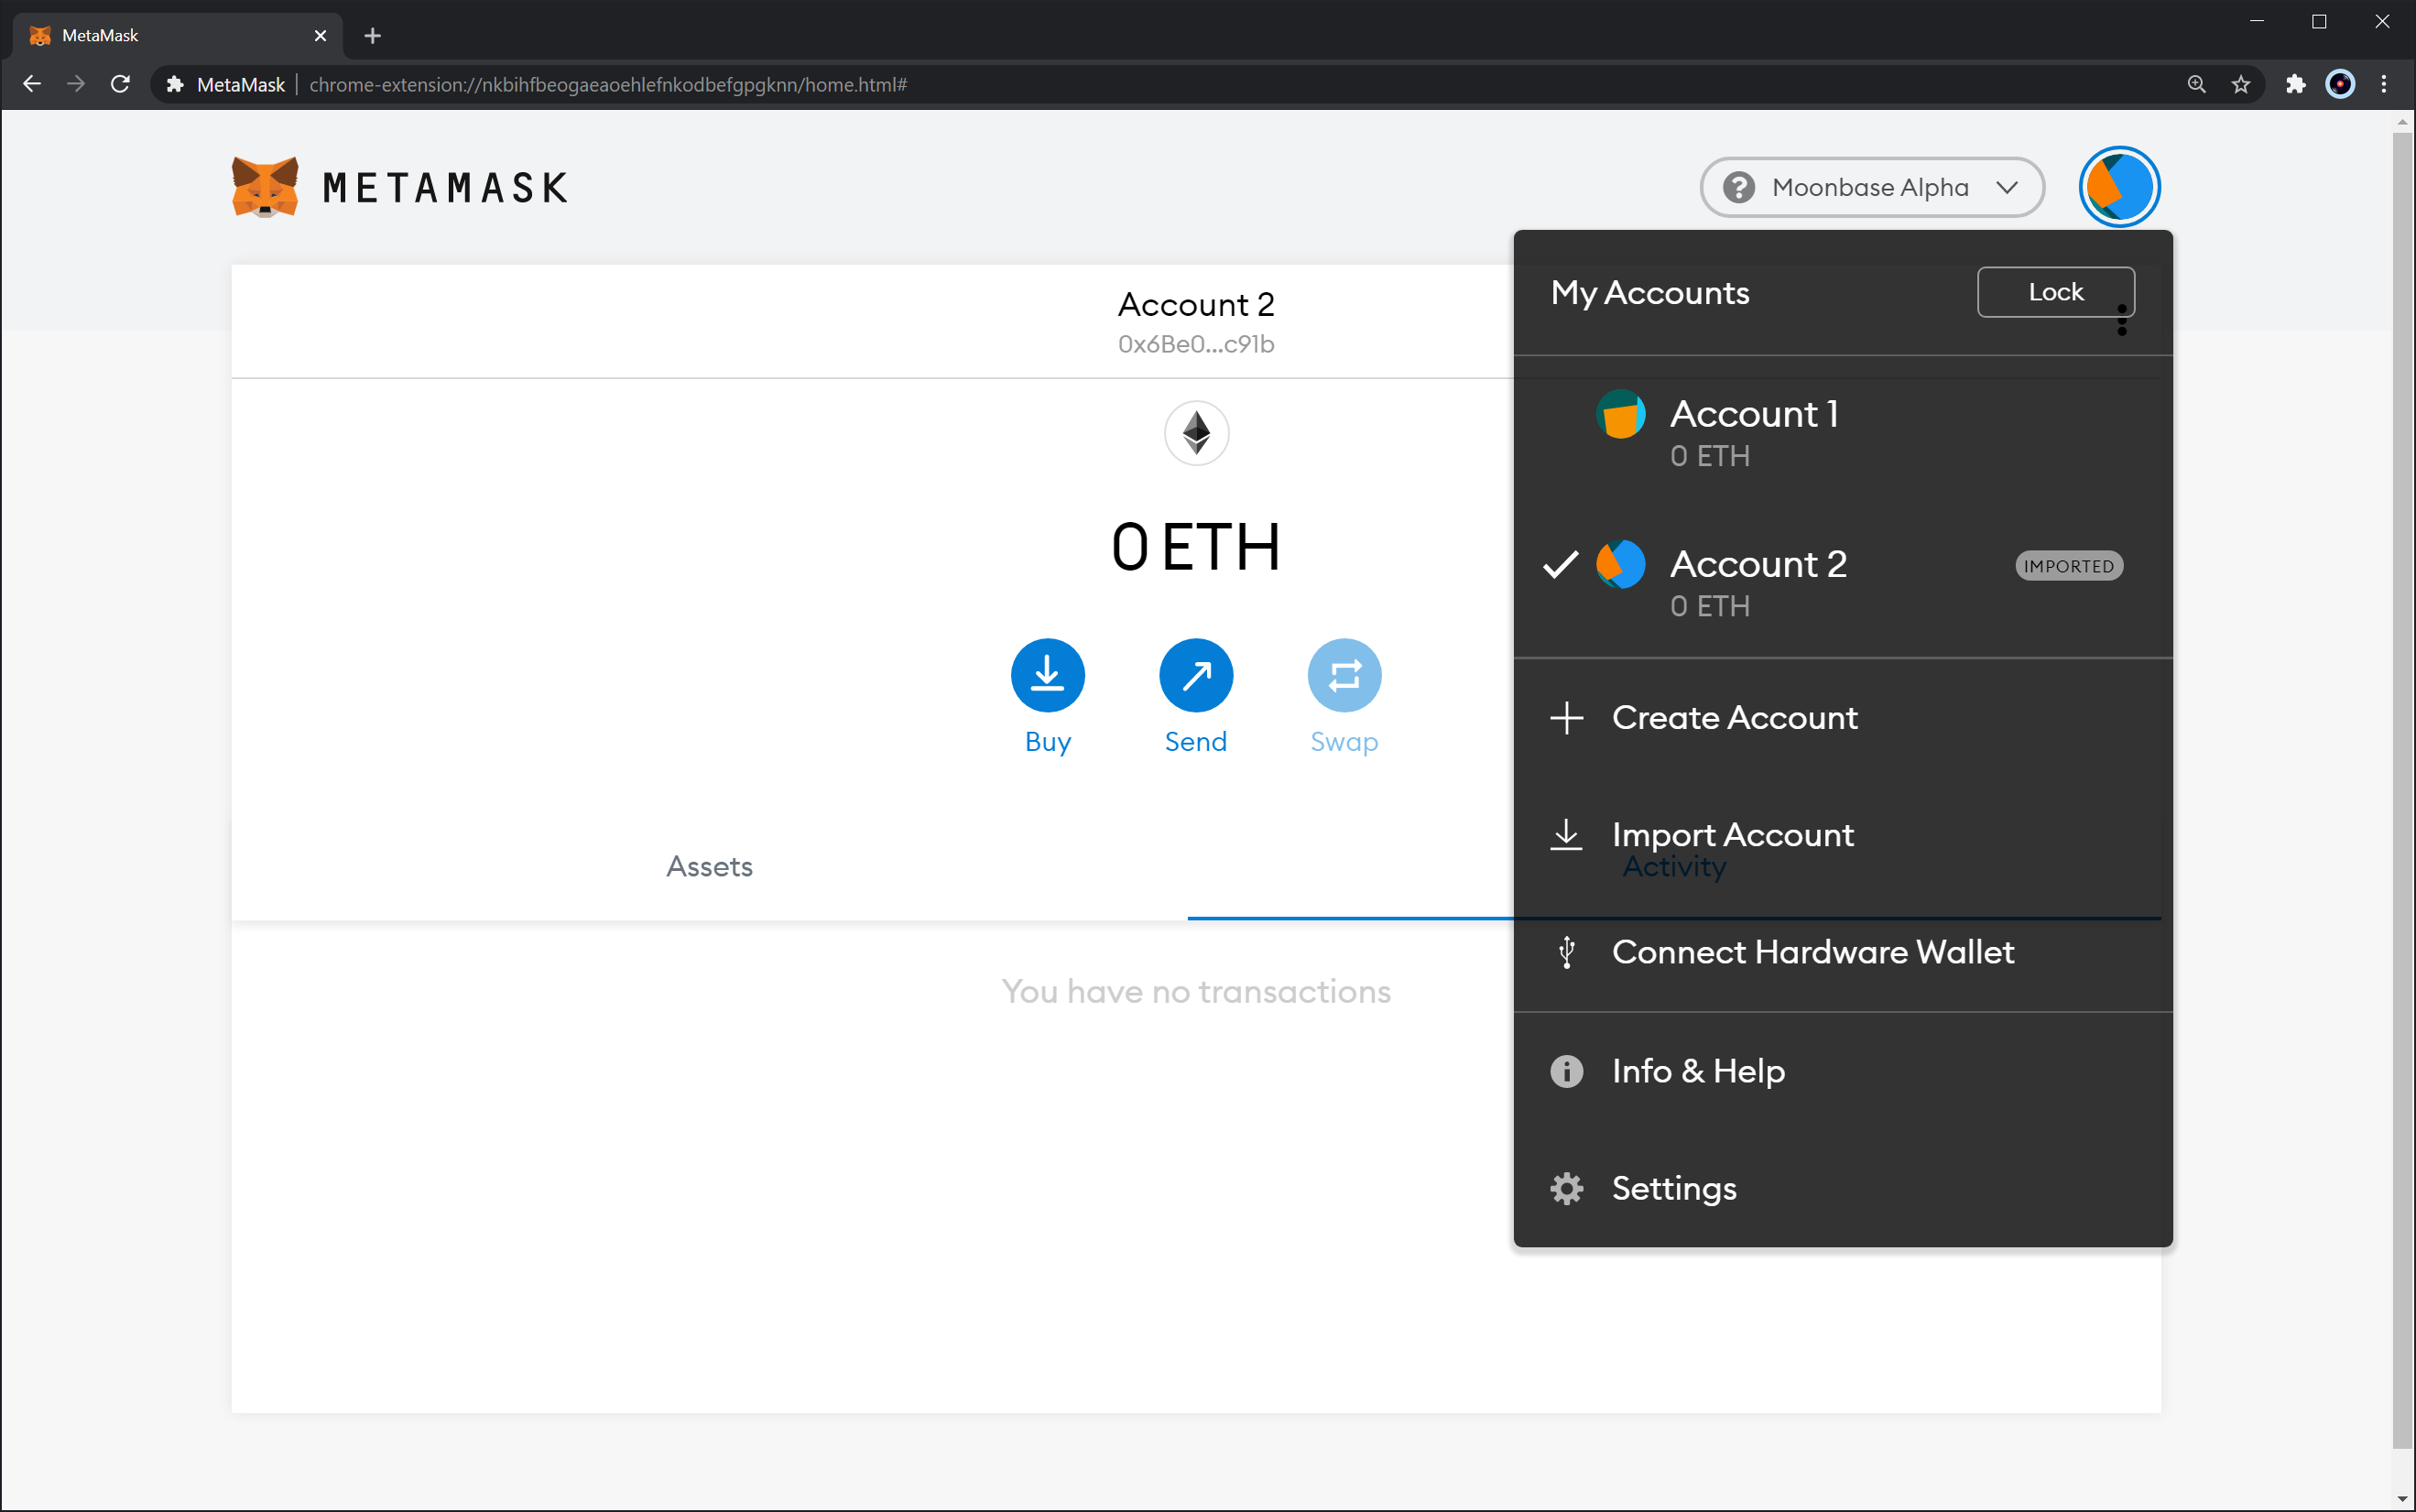 MetaMask
MetaMask | chrome-extension://nkbihfbeogaeaoehlefnkodbefgpgknn/home.html#
METAMASK
Moonbase Alpha
Account 2
0x6Be0...c91b
0 ETH
Buy
Send
Swap
Assets
Activity
You have no transactions
My Accounts
Lock
Account 1
0 ETH
Account 2
IMPORTED
0 ETH
Create Account
Import Account
Connect Hardware Wallet
Info & Help
Settings